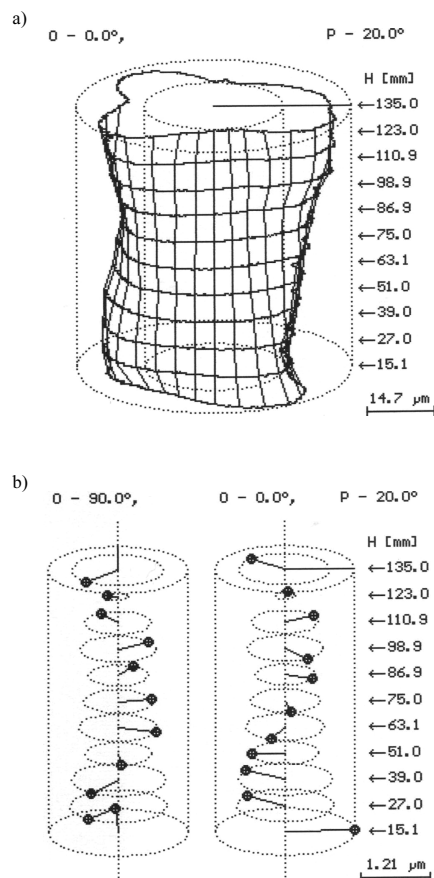 a)
O - 0.0°, P - 20.0°
H [mm]
←135.0
←123.0
←110.9
←98.9
←86.9
←75.0
←63.1
←51.0
←39.0
←27.0
←15.1
14.7 µm
b)
O - 90.0°, O - 0.0°, P - 20.0°
H [mm]
←135.0
←123.0
←110.9
←98.9
←86.9
←75.0
←63.1
←51.0
←39.0
←27.0
←15.1
1.21 µm